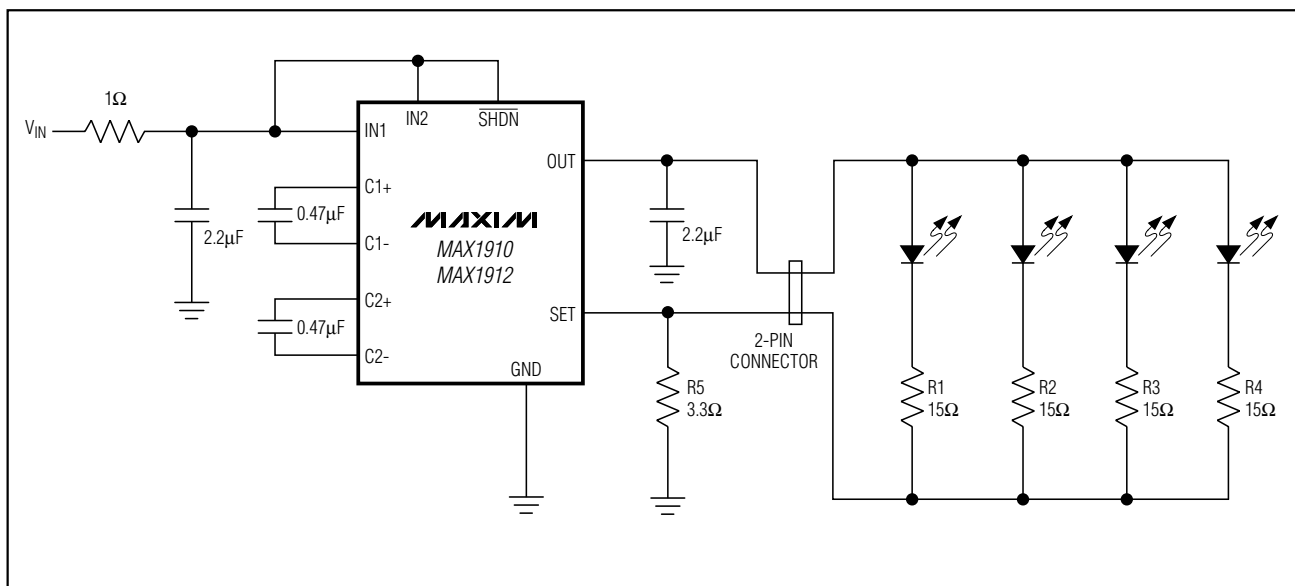 1Ω
V_IN
2.2µF
IN1
IN2
SHDN
C1+
0.47µF
C1-
C2+
0.47µF
C2-
MAXIM
MAX1910
MAX1912
OUT
SET
GND
2.2µF
2-PIN
CONNECTOR
R5
3.3Ω
R1
15Ω
R2
15Ω
R3
15Ω
R4
15Ω